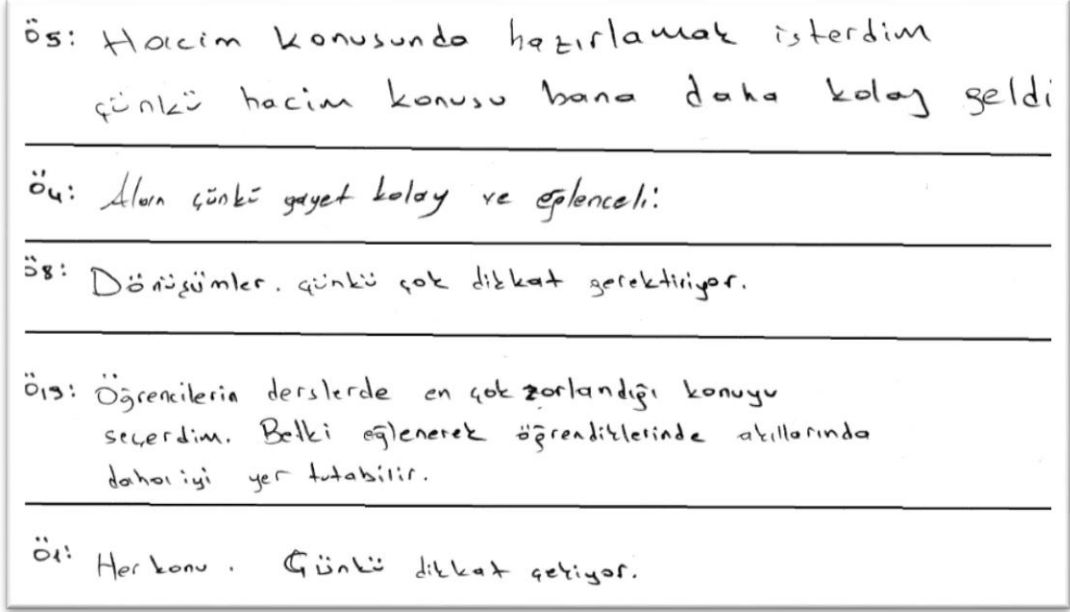 Ö5: Hacim konusunda hazırlamak isterdim
çünkü hacim konusu bana daha kolay geldi
Ö4: Alan çünkü gayet kolay ve eğlenceli:
Ö8: Dönüşümler. çünkü çok dikkat gerektiriyor.
Ö19: Öğrencilerin derslerde en çok zorlandığı konuyu
seçerdim. Belki eğlenerek öğrendiklerinde akıllarında
daha iyi yer tutabilir.
Ö1: Her konu. Çünkü dikkat çekiyor.